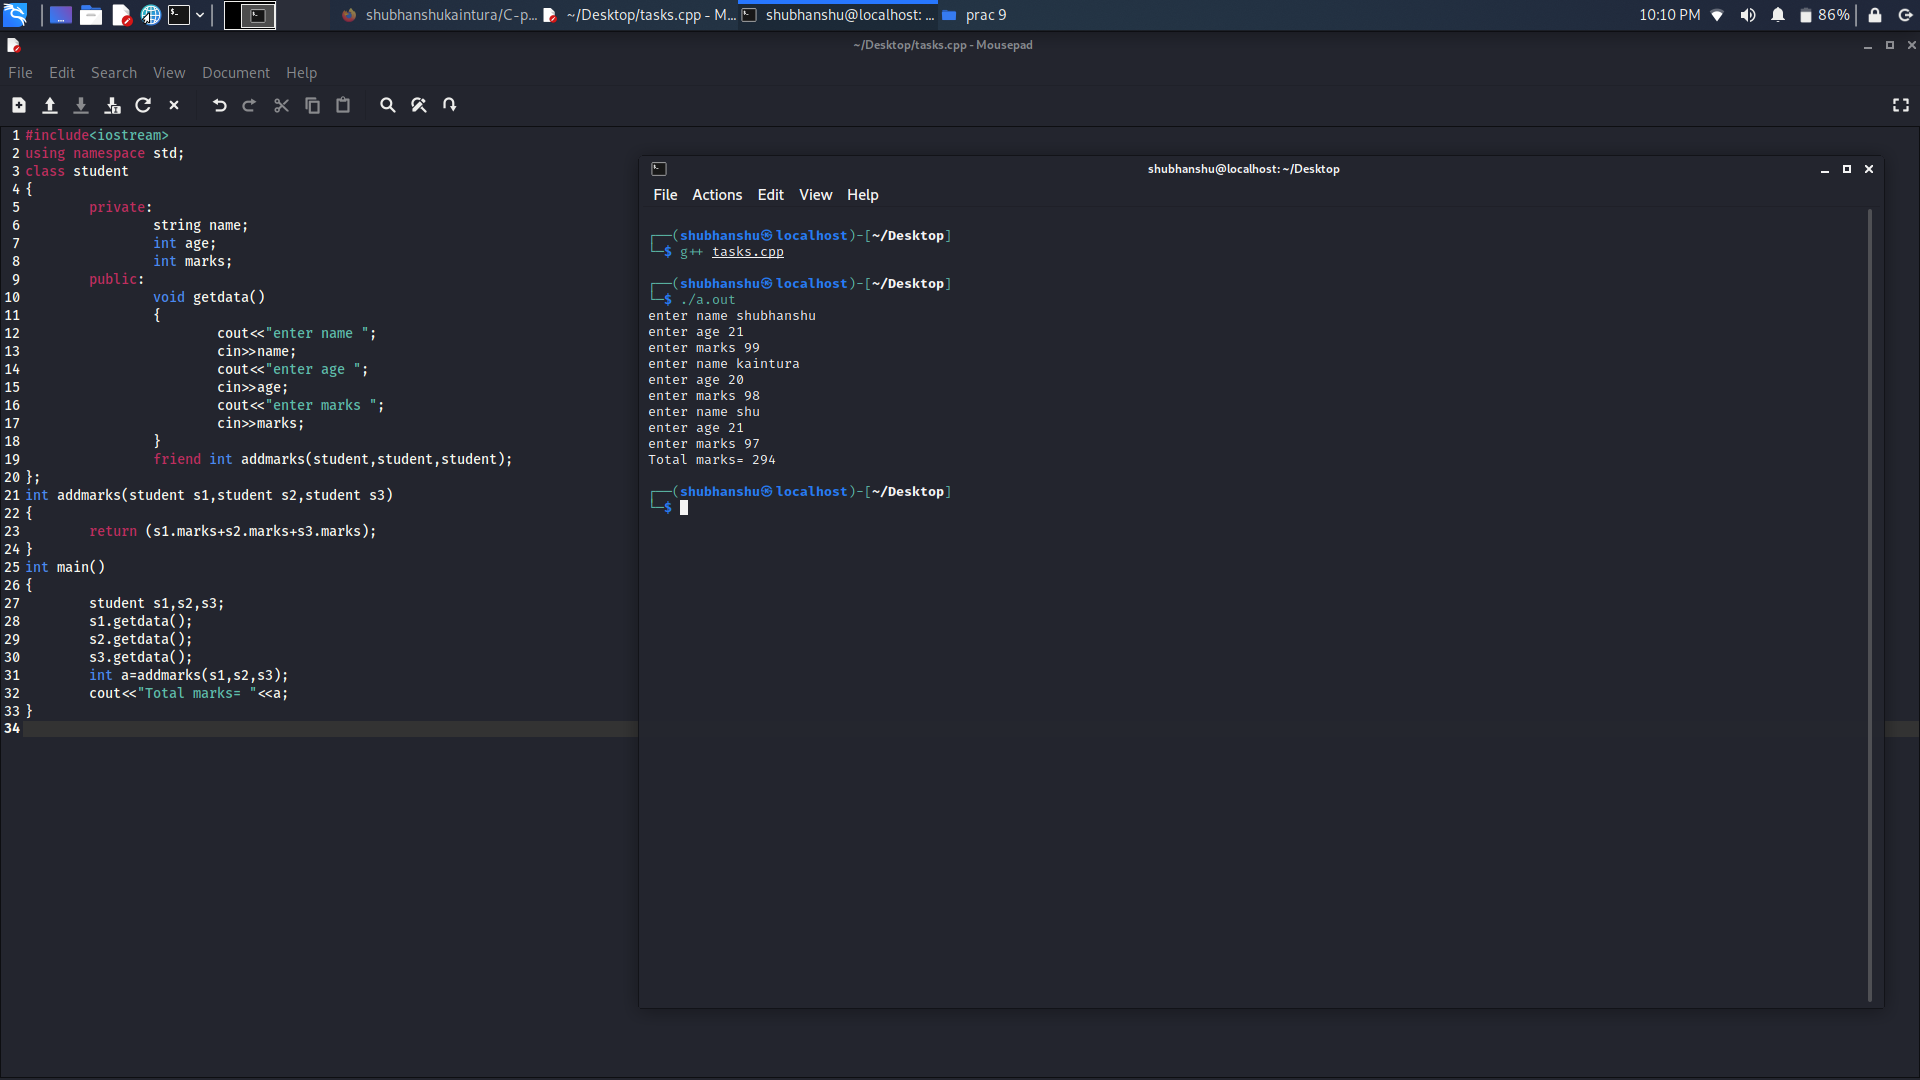 shubhanshukaintura/C-p...
~/Desktop/tasks.cpp - M...
shubhanshu@localhost: ...
prac 9
10:10 PM
86%
~/Desktop/tasks.cpp - Mousepad
File Edit Search View Document Help
1 #include<iostream>
2 using namespace std;
3 class student
4 {
5 private:
6 string name;
7 int age;
8 int marks;
9 public:
10 void getdata()
11 {
12 cout<<"enter name ";
13 cin>>name;
14 cout<<"enter age ";
15 cin>>age;
16 cout<<"enter marks ";
17 cin>>marks;
18 }
19 friend int addmarks(student,student,student);
20 };
21 int addmarks(student s1,student s2,student s3)
22 {
23 return (s1.marks+s2.marks+s3.marks);
24 }
25 int main()
26 {
27 student s1,s2,s3;
28 s1.getdata();
29 s2.getdata();
30 s3.getdata();
31 int a=addmarks(s1,s2,s3);
32 cout<<"Total marks= "<<a;
33 }
34
shubhanshu@localhost: ~/Desktop
File Actions Edit View Help
┌──(shubhanshu㉿localhost)-[~/Desktop]
└─$ g++ tasks.cpp
┌──(shubhanshu㉿localhost)-[~/Desktop]
└─$ ./a.out
enter name shubhanshu
enter age 21
enter marks 99
enter name kaintura
enter age 20
enter marks 98
enter name shu
enter age 21
enter marks 97
Total marks= 294
┌──(shubhanshu㉿localhost)-[~/Desktop]
└─$